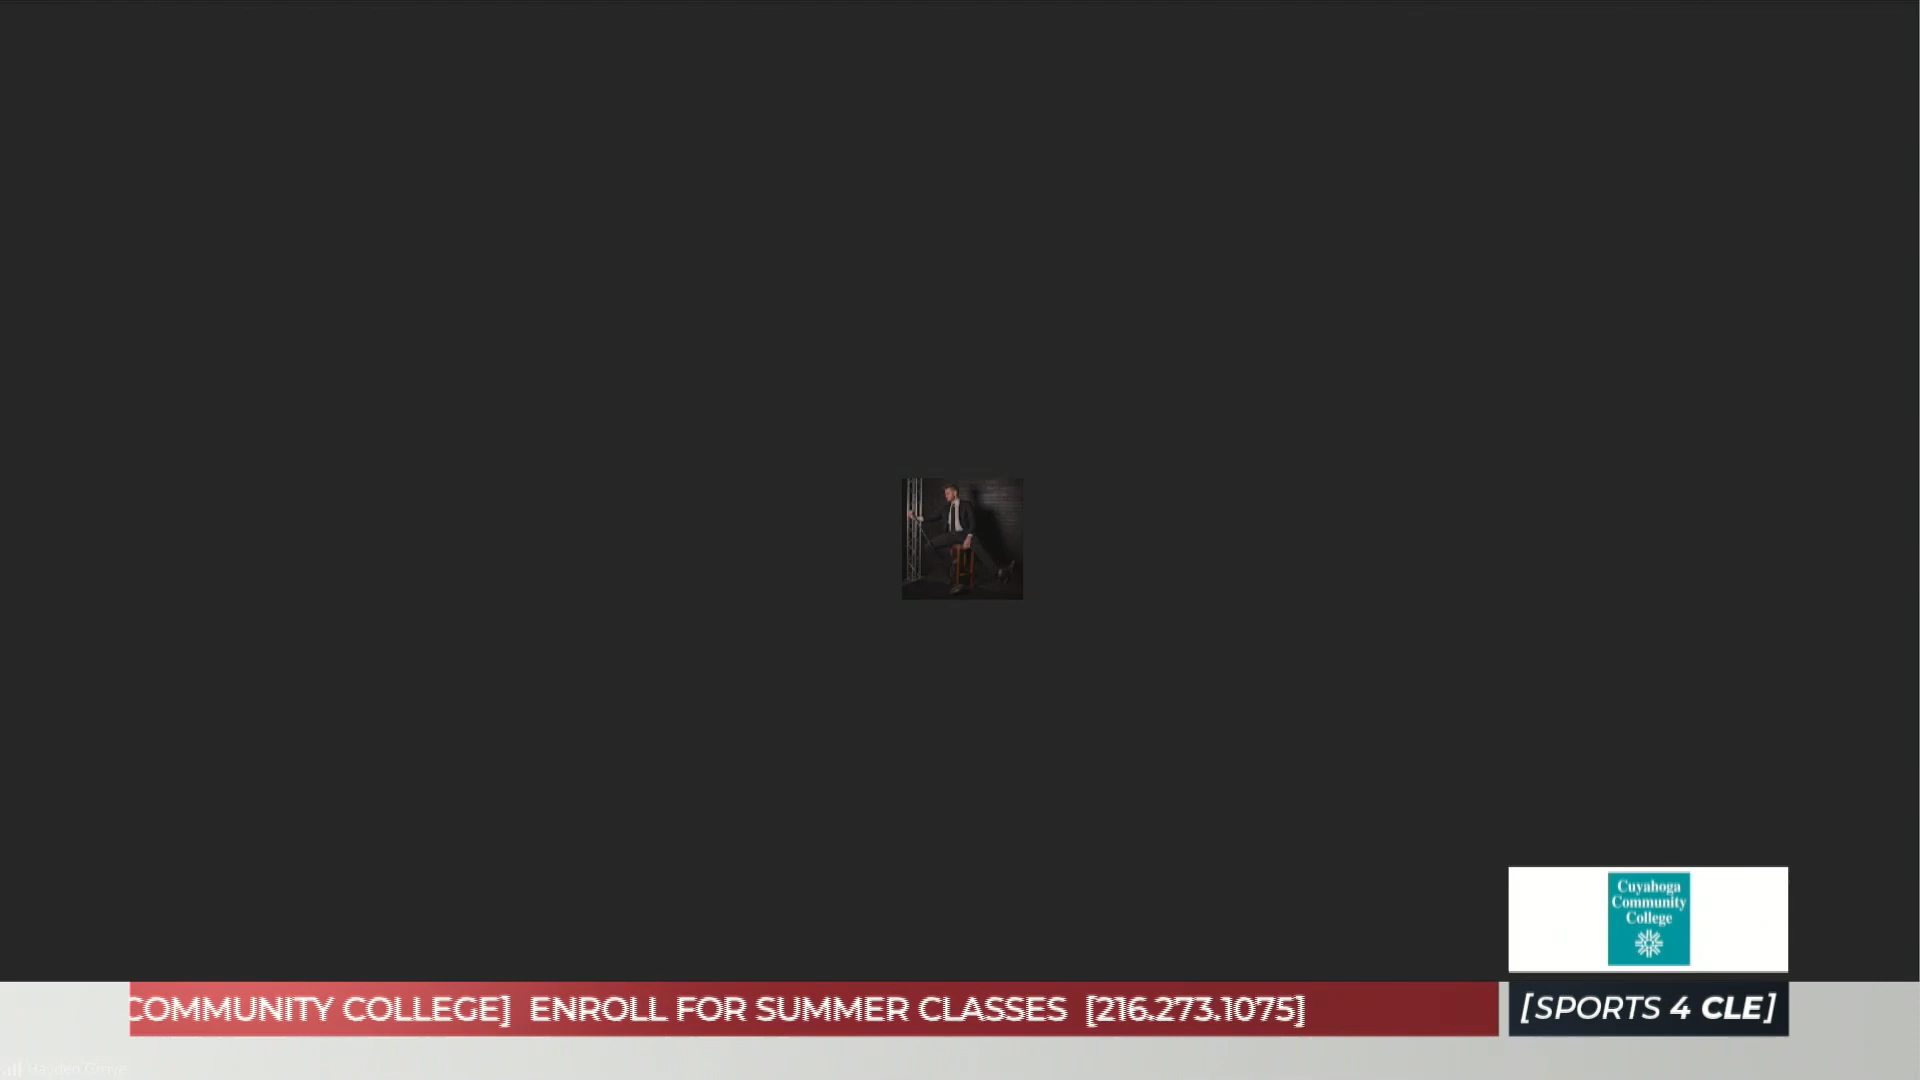 Cuyahoga
Community
College
COMMUNITY COLLEGE] ENROLL FOR SUMMER CLASSES [216.273.1075]
[SPORTS 4 CLE]